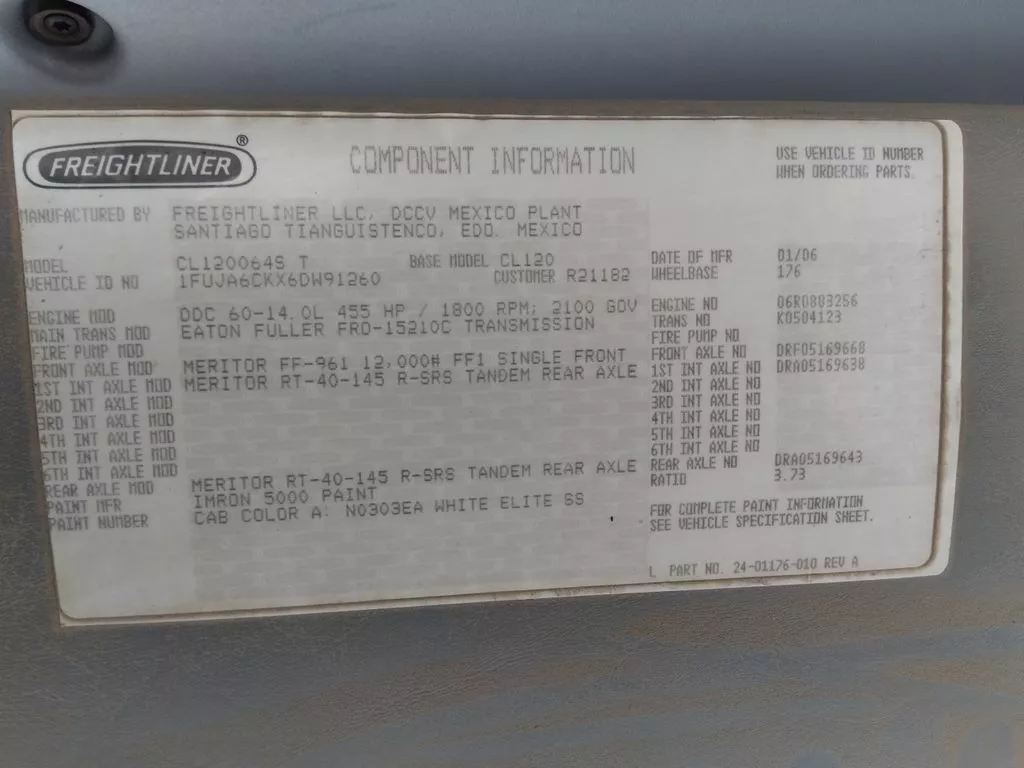 FREIGHTLINER®
COMPONENT INFORMATION
USE VEHICLE ID NUMBER
WHEN ORDERING PARTS.
MANUFACTURED BY FREIGHTLINER LLC, DCCV MEXICO PLANT
SANTIAGO TIANGUISTENCO, EDO. MEXICO
MODEL CL120064S T BASE MODEL CL120 DATE OF MFR 01/06
VEHICLE ID NO 1FUJA6CKX6DW91260 CUSTOMER R21182 WHEELBASE 176
ENGINE MOD DDC 60-14.0L 455 HP / 1800 RPM; 2100 GOV ENGINE NO 06R0883256
MAIN TRANS MOD EATON FULLER FRO-15210C TRANSMISSION TRANS NO K0504123
FIRE PUMP MOD FIRE PUMP NO
FRONT AXLE MOD MERITOR FF-961 12,000# FF1 SINGLE FRONT FRONT AXLE NO DRF05169668
1ST INT AXLE MOD MERITOR RT-40-145 R-SRS TANDEM REAR AXLE 1ST INT AXLE NO DRA05169638
2ND INT AXLE MOD 2ND INT AXLE NO
3RD INT AXLE MOD 3RD INT AXLE NO
4TH INT AXLE MOD 4TH INT AXLE NO
5TH INT AXLE MOD 5TH INT AXLE NO
6TH INT AXLE MOD 6TH INT AXLE NO
REAR AXLE MOD MERITOR RT-40-145 R-SRS TANDEM REAR AXLE REAR AXLE NO DRA05169643
PAINT MFR IMRON 5000 PAINT RATIO 3.73
PAINT NUMBER CAB COLOR A: N0303EA WHITE ELITE SS
FOR COMPLETE PAINT INFORMATION
SEE VEHICLE SPECIFICATION SHEET.
L PART NO. 24-01176-010 REV A